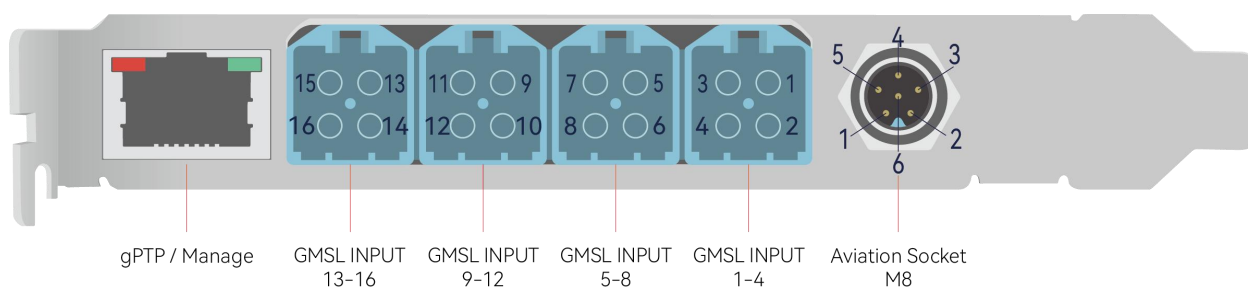 4
5 3
15 13 11 9 7 5 3 1
16 14 12 10 8 6 4 2
1 2
6
gPTP / Manage
GMSL INPUT
13-16
GMSL INPUT
9-12
GMSL INPUT
5-8
GMSL INPUT
1-4
Aviation Socket
M8